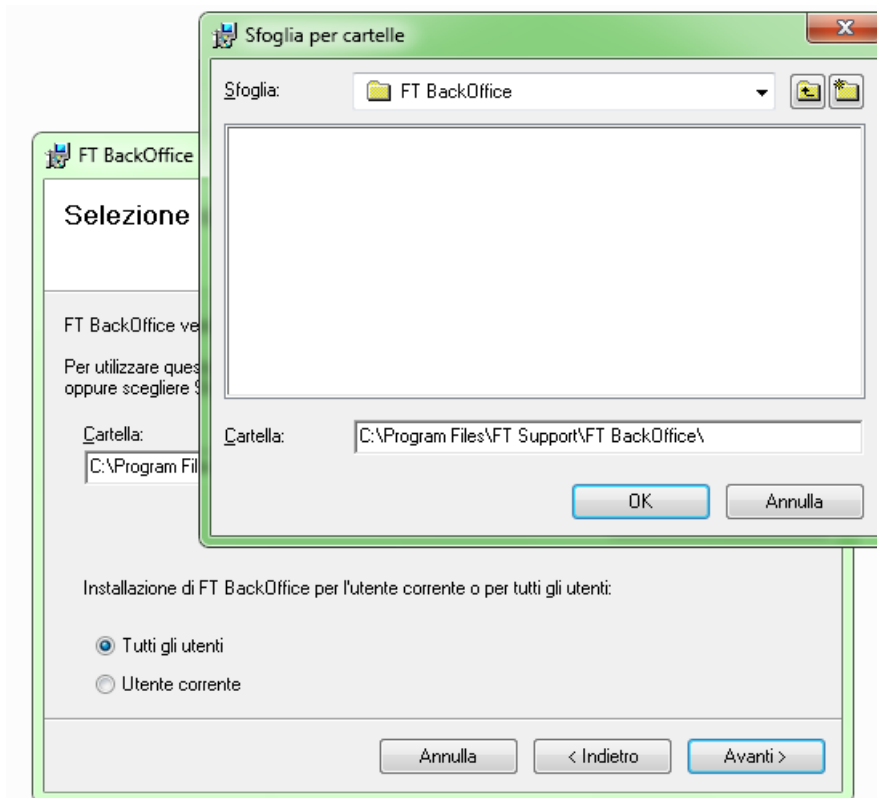 Sfoglia per cartelle
Sfoglia:
FT BackOffice
Cartella:
C:\Program Files\FT Support\FT BackOffice\
OK
Annulla
FT BackOffice
Selezione
FT BackOffice ve
Per utilizzare ques
oppure scegliere
Cartella:
C:\Program Fil
Installazione di FT BackOffice per l'utente corrente o per tutti gli utenti:
Tutti gli utenti
Utente corrente
Annulla
< Indietro
Avanti >